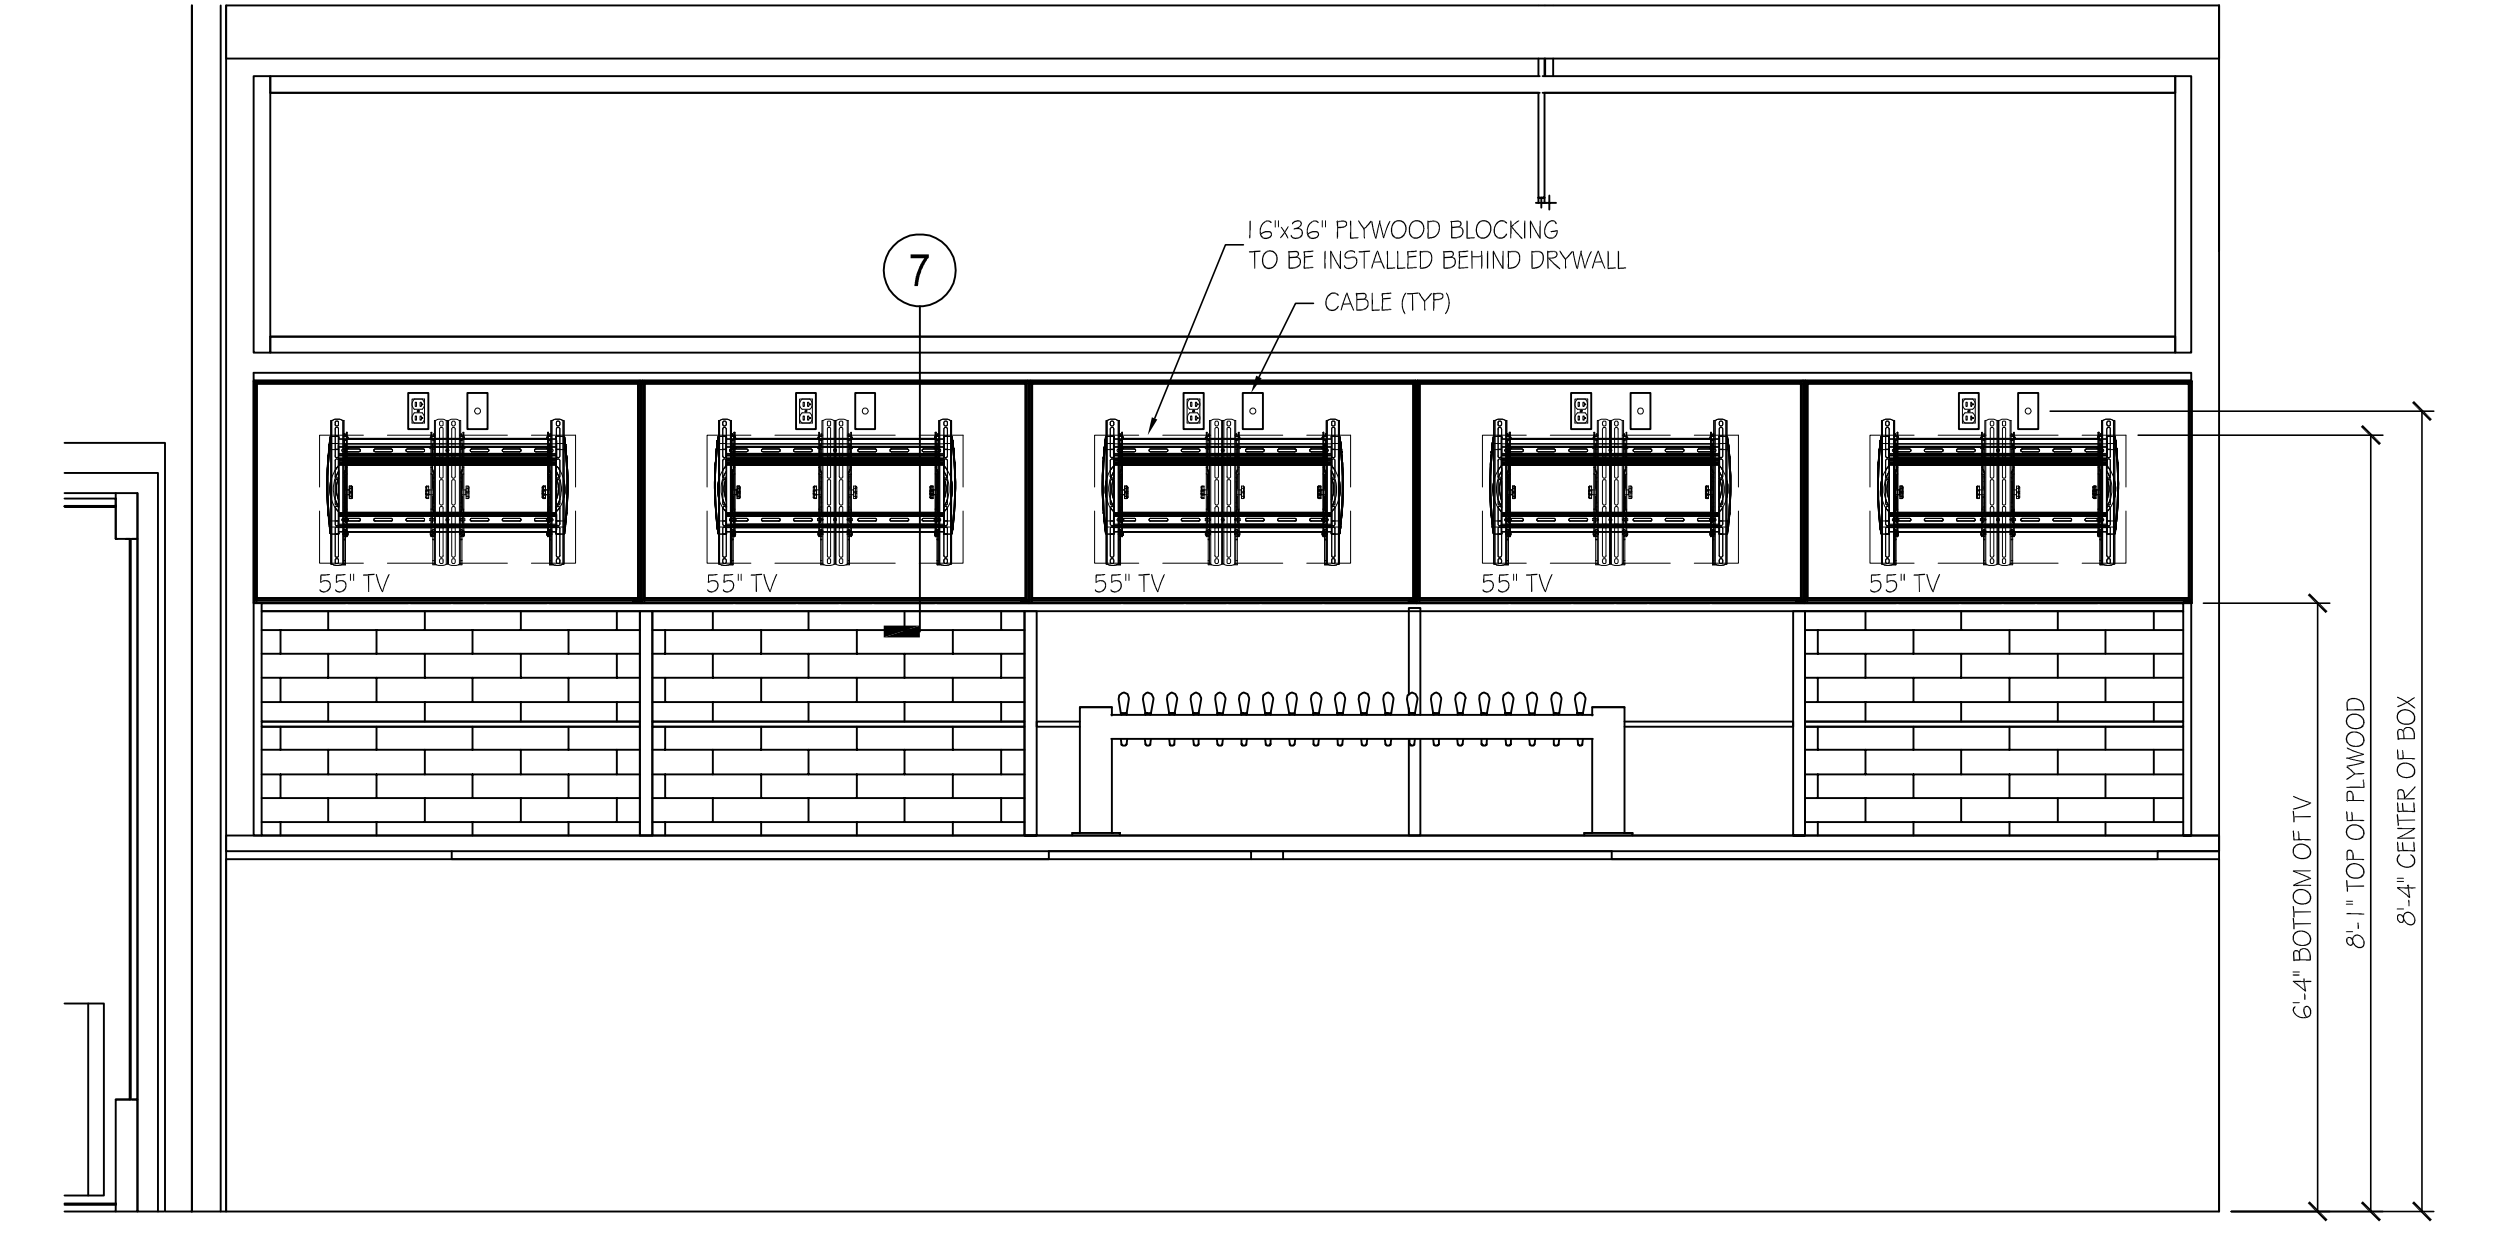 16"x36" PLYWOOD BLOCKING
TO BE INSTALLED BEHIND DRYWALL
7
CABLE (TYP)
55" TV
55" TV
55" TV
55" TV
55" TV
6'-4" BOTTOM OF TV
8'-1" TOP OF PLYWOOD
8'-4" CENTER OF BOX